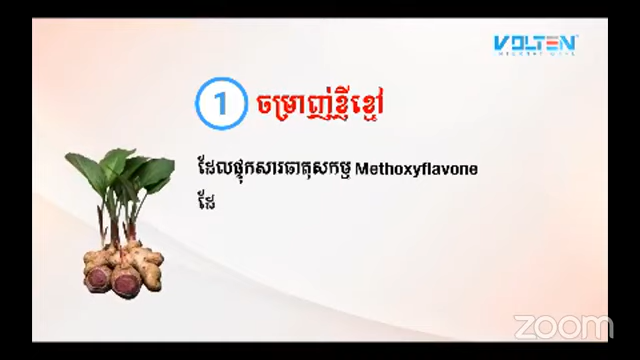 VOLTEN
1
ចម្រាញ់ខ្ញីខ្មៅ
ដែលផ្ទុកសារធាតុសកម្ម Methoxyflavone
ដែ
zoom